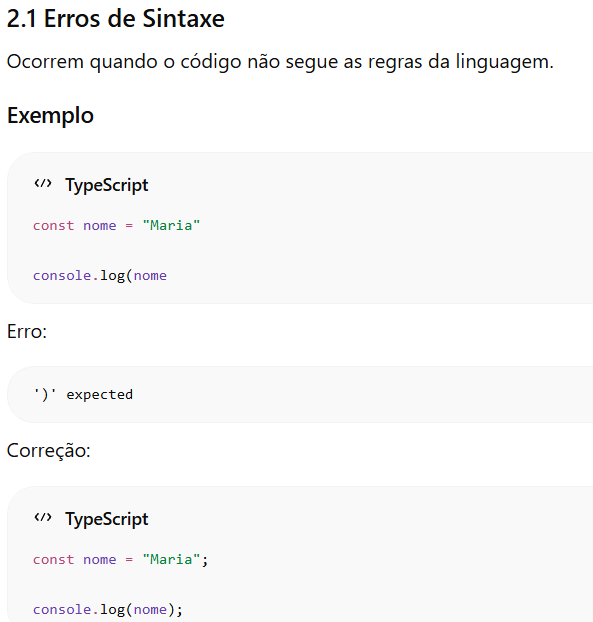 2.1 Erros de Sintaxe
Ocorrem quando o código não segue as regras da linguagem.
Exemplo
</> TypeScript
const nome = "Maria"
console.log(nome
Erro:
')' expected
Correção:
</> TypeScript
const nome = "Maria";
console.log(nome);